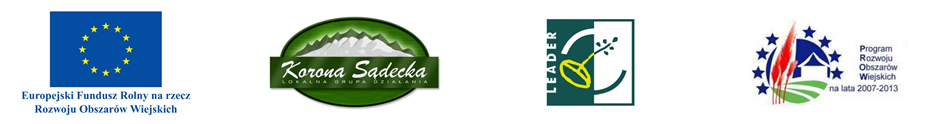 Europejski Fundusz Rolny na rzecz
Rozwoju Obszarów Wiejskich
Korona Sądecka
LOKALNA GRUPA DZIAŁANIA
LEADER
Program
Rozwoju
Obszarów
Wiejskich
na lata 2007-2013